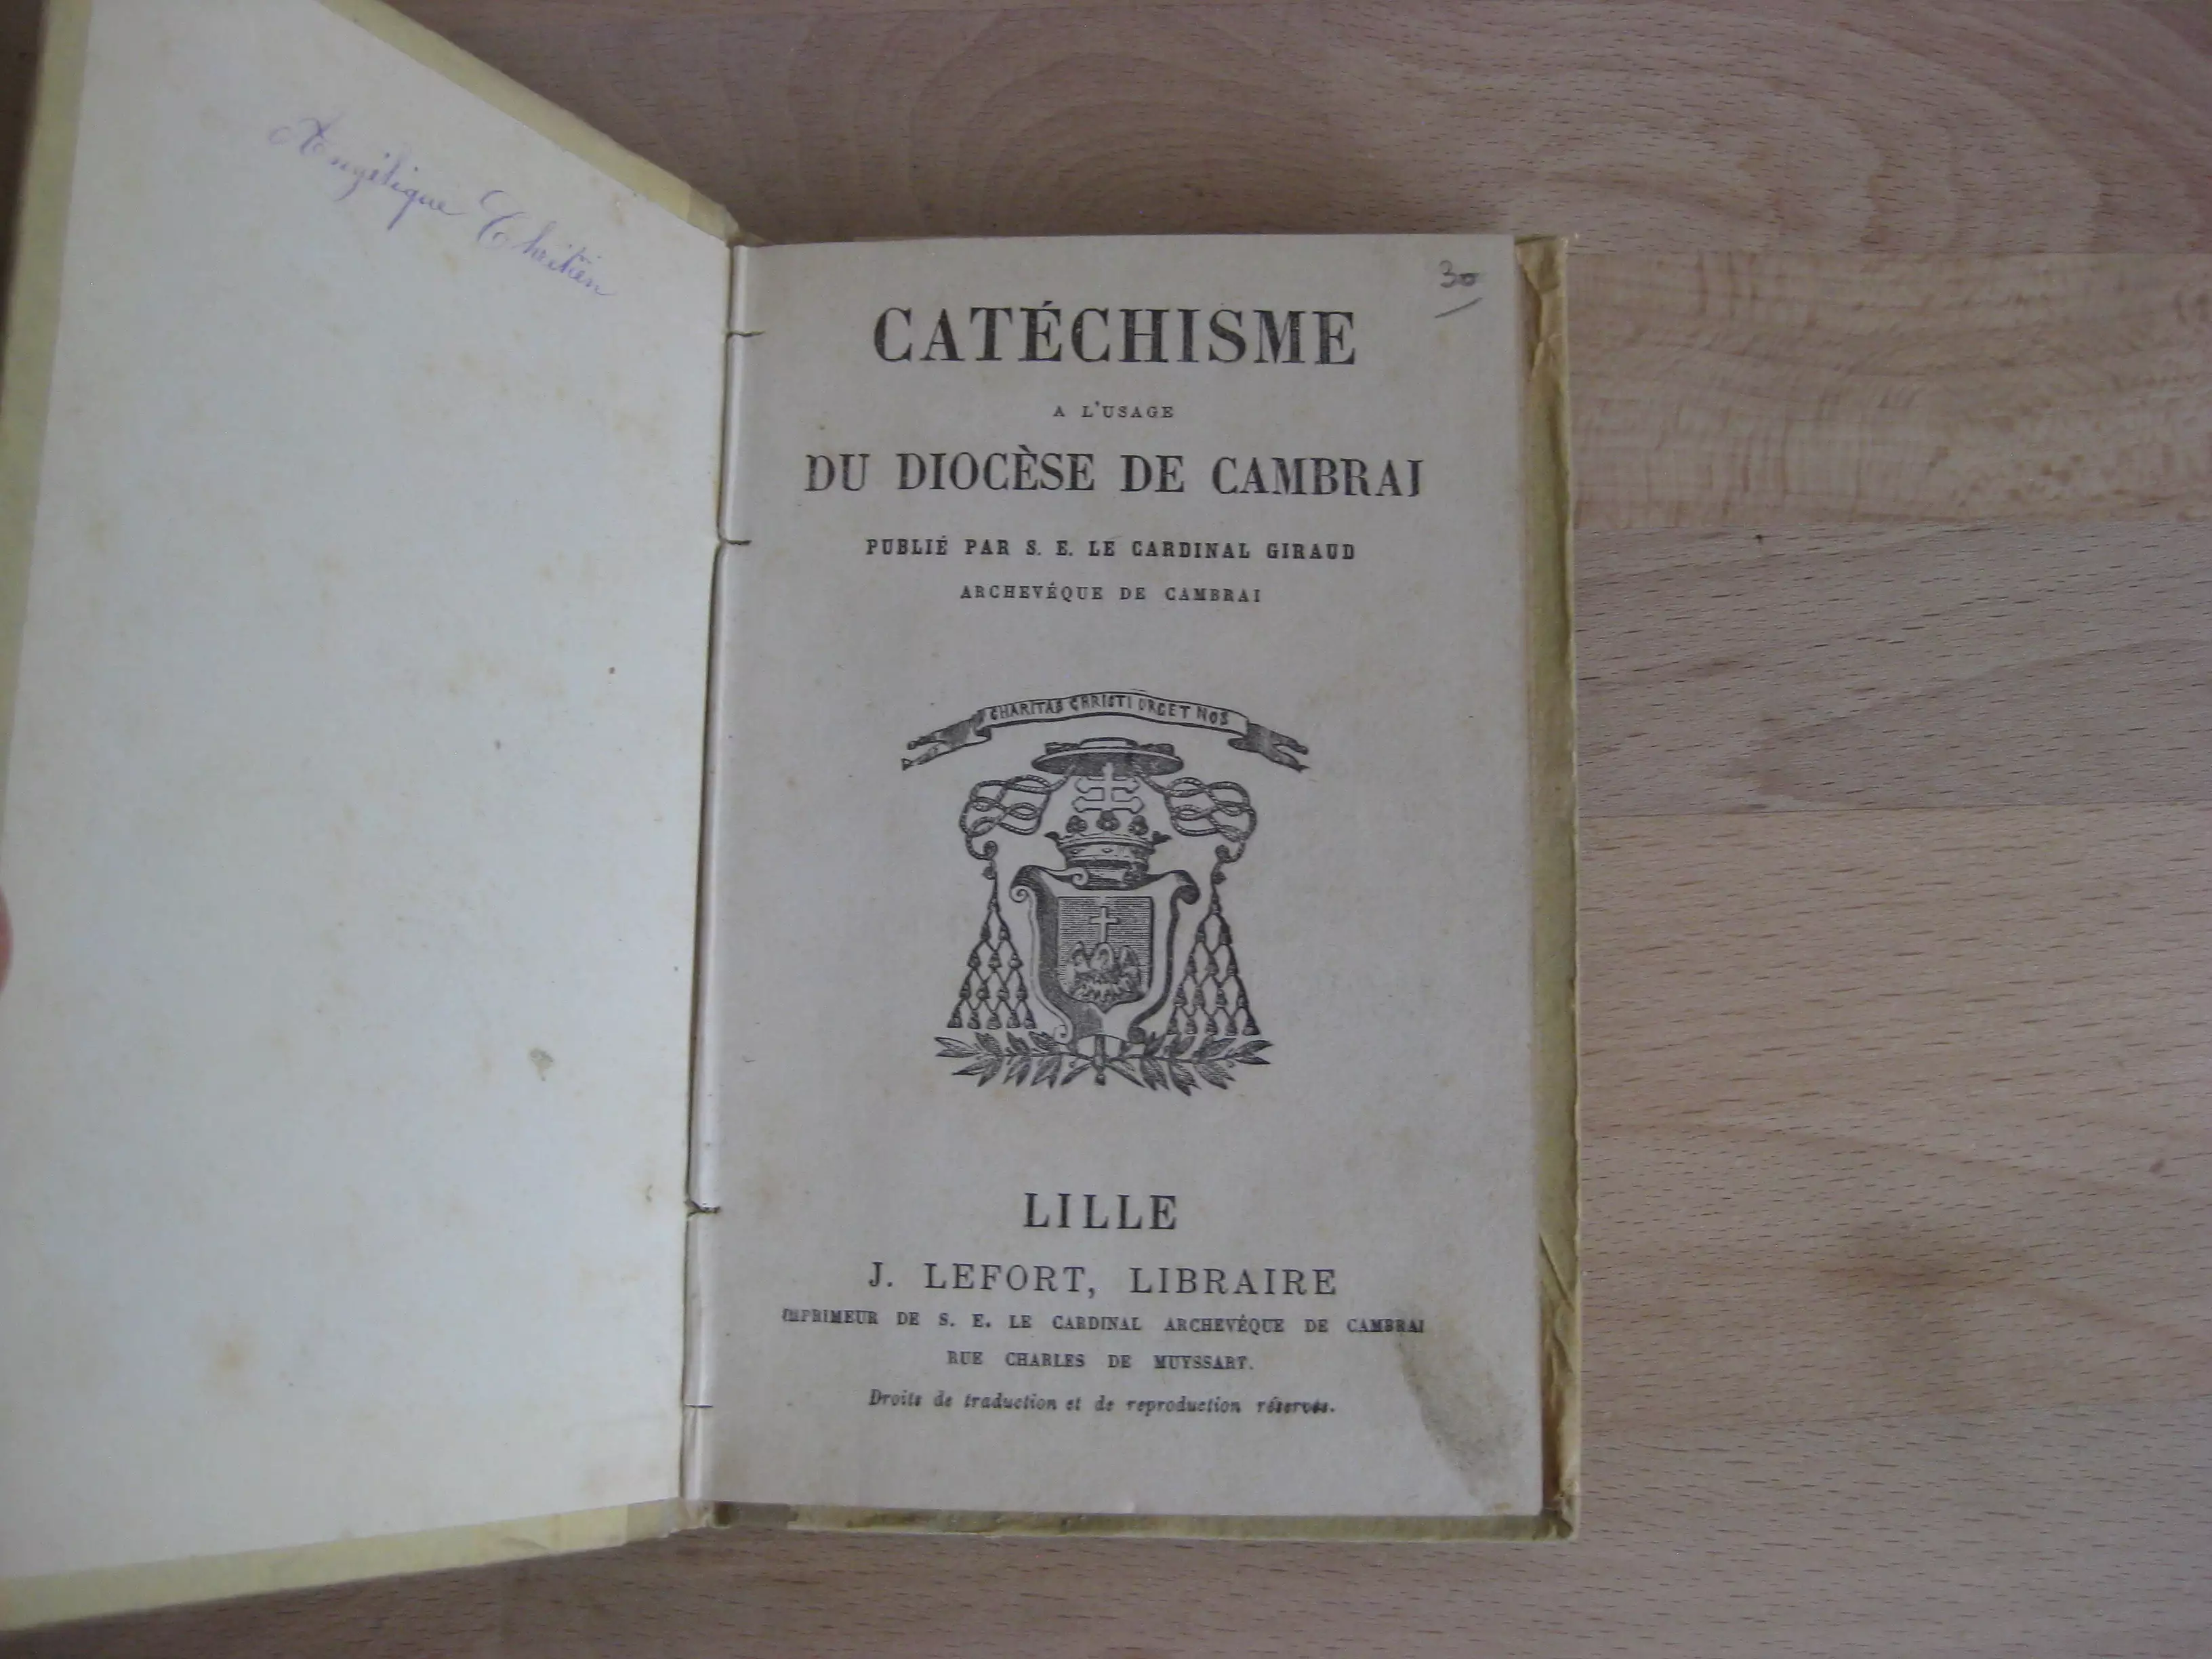 Angélique Chrétien
30
CATÉCHISME
A L'USAGE
DU DIOCÈSE DE CAMBRAI
PUBLIÉ PAR S. E. LE CARDINAL GIRAUD
ARCHEVÊQUE DE CAMBRAI
CHARITAS CHRISTI URGET NOS
LILLE
J. LEFORT, LIBRAIRE
IMPRIMEUR DE S. E. LE CARDINAL ARCHEVÊQUE DE CAMBRAI
RUE CHARLES DE MUYSSART.
Droits de traduction et de reproduction réservés.